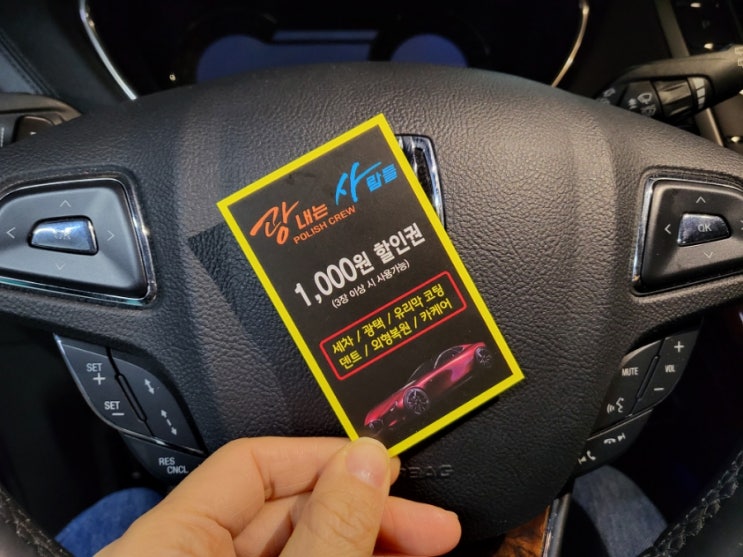 광내는 사람들
POLISH CREW
1,000원 할인권
(3장 이상 시 사용가능)
세차 / 광택 / 유리막 코팅
덴트 / 외형복원 / 카케어
OK
OK
SET
+
SET
-
RES
CNCL
MUTE
+
VOL
-
BAG